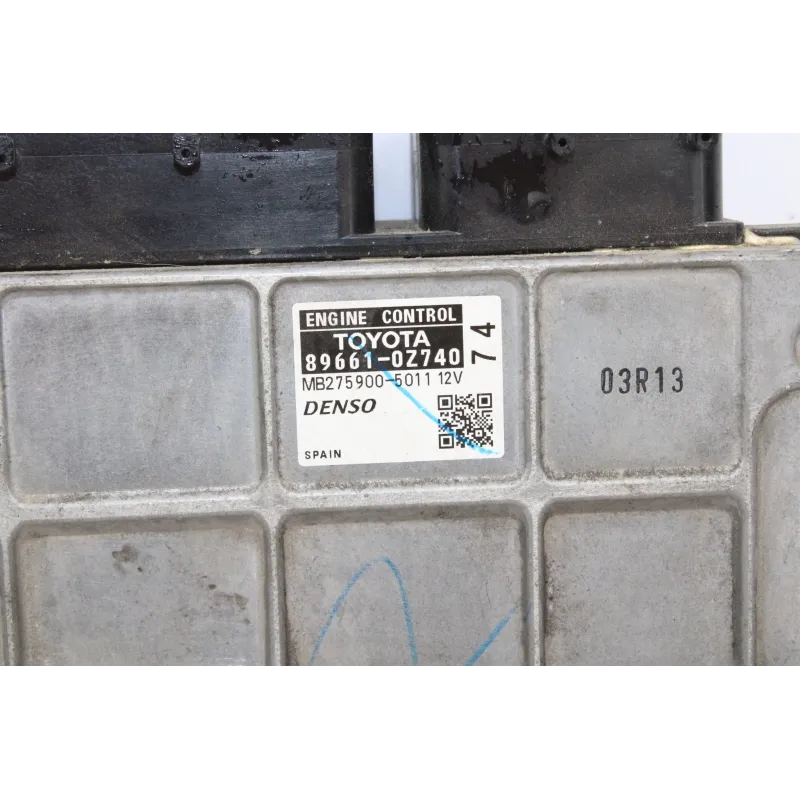 ENGINE CONTROL
TOYOTA
89661-0Z740
74
MB275900-5011 12V
DENSO
SPAIN
03R13